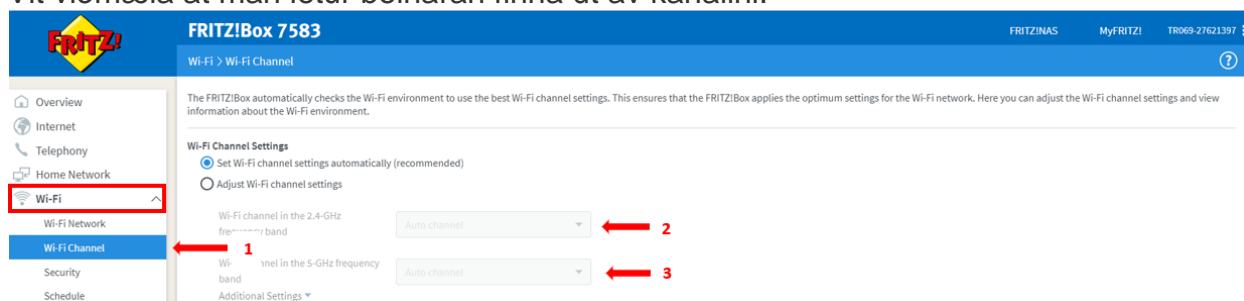 FRITZ!
FRITZ!Box 7583
FRITZ!NAS
MyFRITZ!
TR069-27621397
Wi-Fi > Wi-Fi Channel
?
Overview
Internet
Telephony
Home Network
Wi-Fi
Wi-Fi Network
Wi-Fi Channel
Security
Schedule
The FRITZ!Box automatically checks the Wi-Fi environment to use the best Wi-Fi channel settings. This ensures that the FRITZ!Box applies the optimum settings for the Wi-Fi network. Here you can adjust the Wi-Fi channel settings and view
information about the Wi-Fi environment.
Wi-Fi Channel Settings
Set Wi-Fi channel settings automatically (recommended)
Adjust Wi-Fi channel settings
Wi-Fi channel in the 2.4-GHz
band
Auto channel
2
1
in the 5-GHz frequency
band
Auto channel
3
Additional Settings